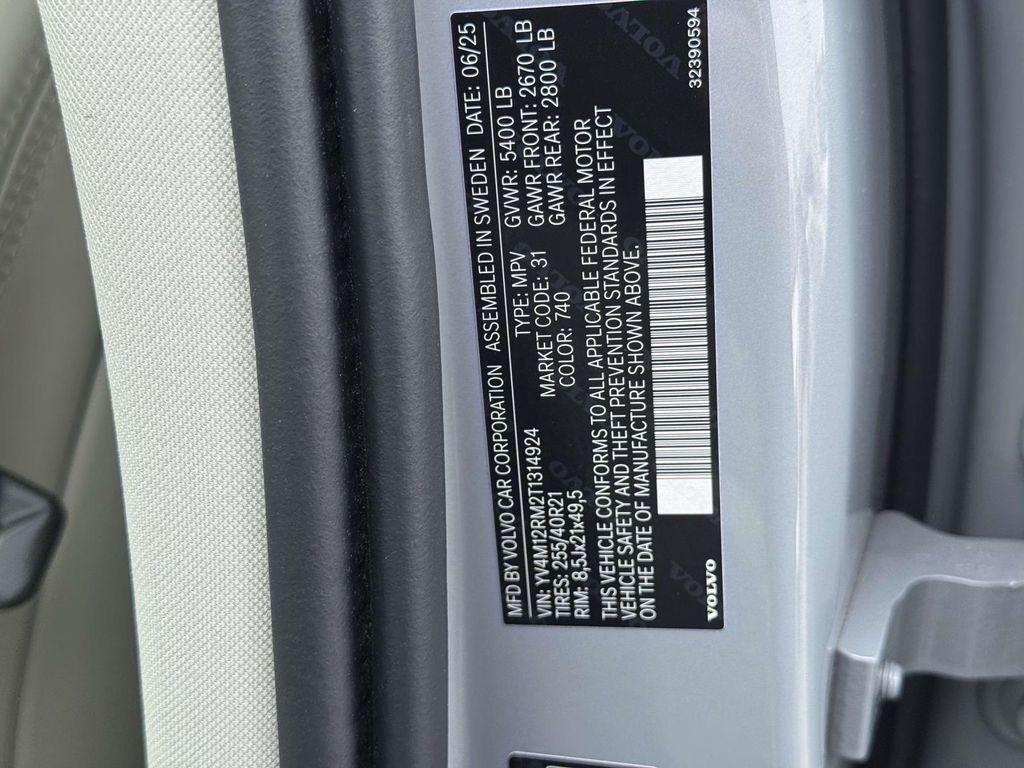 MFD BY VOLVO CAR CORPORATION ASSEMBLED IN SWEDEN DATE: 06/25
VIN: YV4M12RM2T1314924 TYPE: MPV GVWR: 5400 LB
TIRES: 255/40R21 MARKET CODE: 31 GAWR FRONT: 2670 LB
RIM: 8,5Jx21x49,5 COLOR: 740 GAWR REAR: 2800 LB
THIS VEHICLE CONFORMS TO ALL APPLICABLE FEDERAL MOTOR
VEHICLE SAFETY AND THEFT PREVENTION STANDARDS IN EFFECT
ON THE DATE OF MANUFACTURE SHOWN ABOVE.
VOLVO
32390594